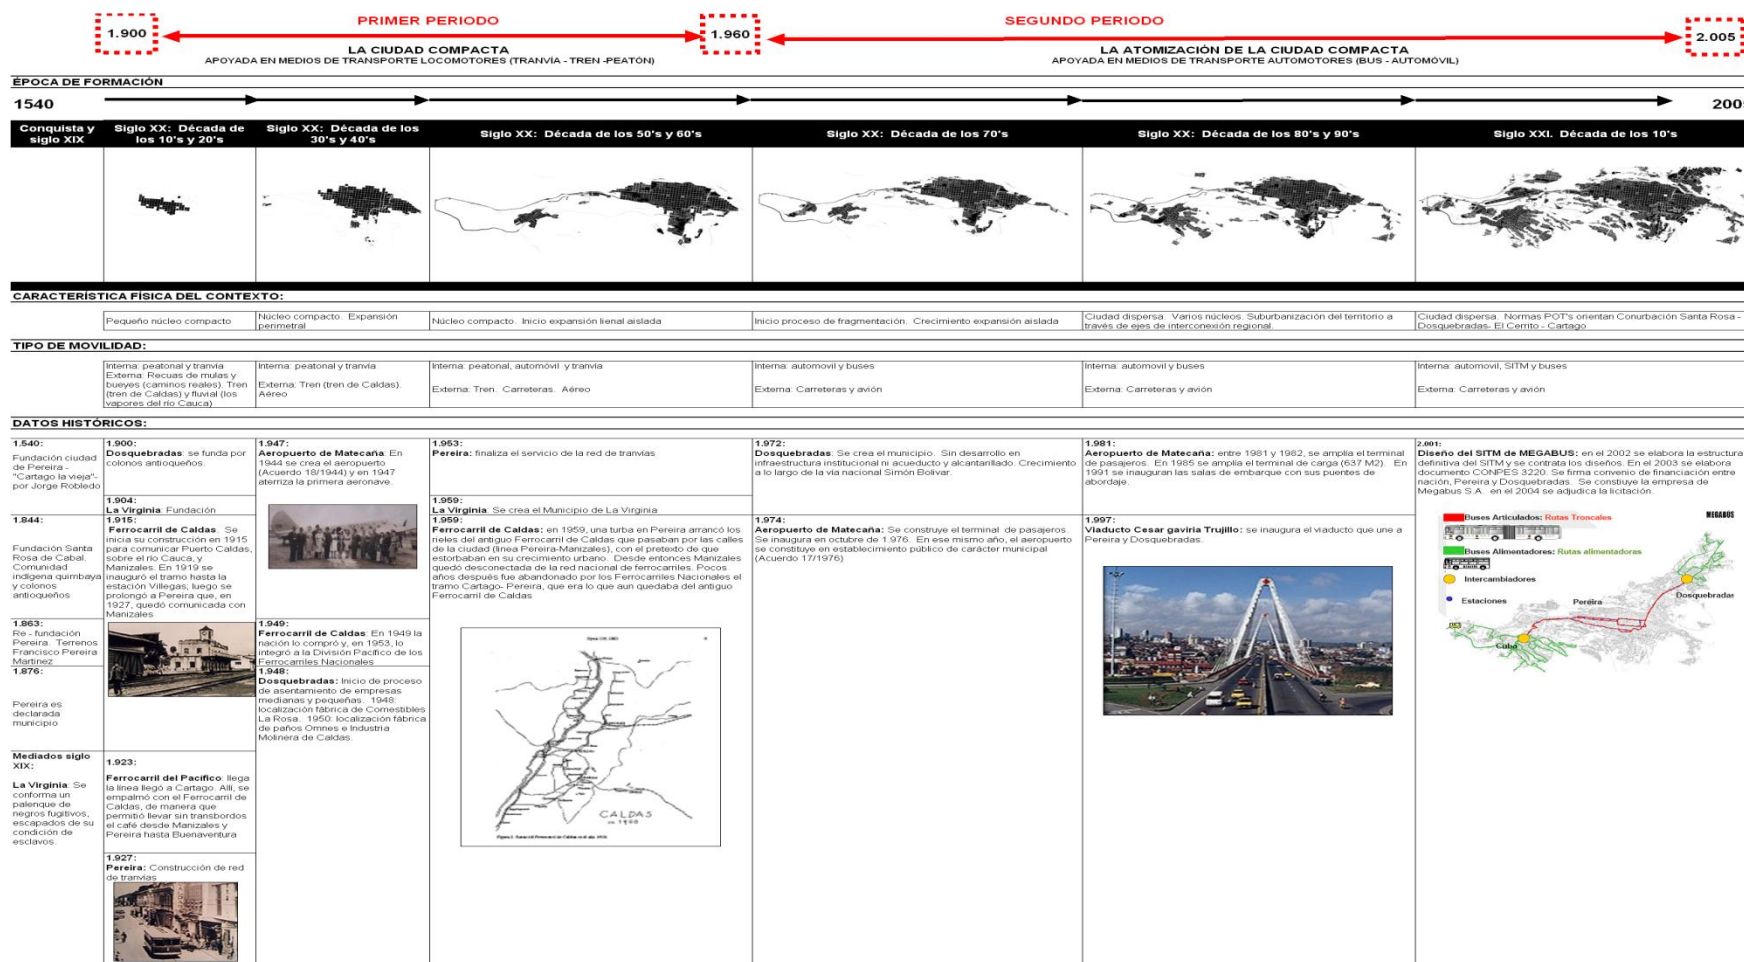 1.900
PRIMER PERIODO
1.960
SEGUNDO PERIODO
2.005
LA CIUDAD COMPACTA
APOYADA EN MEDIOS DE TRANSPORTE LOCOMOTORES (TRANVÍA - TREN -PEATÓN)
LA ATOMIZACIÓN DE LA CIUDAD COMPACTA
APOYADA EN MEDIOS DE TRANSPORTE AUTOMOTORES (BUS - AUTOMÓVIL)
ÉPOCA DE FORMACIÓN
1540
2005
Conquista y
siglo XIX
Siglo XX: Década de
los 10's y 20's
Siglo XX: Década de los
30's y 40's
Siglo XX: Década de los 50's y 60's
Siglo XX: Década de los 70's
Siglo XX: Década de los 80's y 90's
Siglo XXI. Década de los 10's
CARACTERÍSTICA FÍSICA DEL CONTEXTO:
Pequeño núcleo compacto
Núcleo compacto. Expansión
perimetral
Núcleo compacto. Inicio expansión lienal aislada
Inicio proceso de fragmentación. Crecimiento expansión aislada
Ciudad dispersa. Varios núcleos. Suburbanización del territorio a
través de ejes de interconexión regional.
Ciudad dispersa. Normas POT's orientan Conurbación Santa Rosa -
Dosquebradas- El Cerrito - Cartago
TIPO DE MOVILIDAD:
Interna: peatonal y tranvia
Externa: Recuas de mulas y
bueyes (caminos reales). Tren
(tren de Caldas) y fluvial (los
vapores del río Cauca)
Interna: peatonal y tranvia
Externa: Tren (tren de Caldas).
Aéreo
Interna: peatonal, automóvil y tranvia
Externa: Tren. Carreteras. Aéreo
Interna: automovil y buses
Externa: Carreteras y avión
Interna: automovil y buses
Externa: Carreteras y avión
Interna: automovil, SITM y buses
Externa: Carreteras y avión
DATOS HISTÓRICOS:
1.540:
Fundación ciudad
de Pereira -
"Cartago la vieja"-
por Jorge Robledo
1.844:
Fundación Santa
Rosa de Cabal.
Comunidad
indígena quimbaya
y colonos
antioqueños
1.863:
Re - fundación
Pereira. Terrenos
Francisco Pereira
Martinez
1.876:
Pereira es
declarada
municipio
Mediados siglo
XIX:
La Virginia: Se
conforma un
palenque de
negros fugitivos,
escapados de su
condición de
esclavos.
1.900:
Dosquebradas: se funda por
colonos antioqueños.
1.904:
La Virginia: Fundación
1.915:
Ferrocarril de Caldas. Se
inicia su construcción en 1915
para comunicar Puerto Caldas,
sobre el río Cauca, y
Manizales. En 1919 se
inauguró el tramo hasta la
estación Villegas; luego se
prolongó a Pereira que, en
1927, quedó comunicada con
Manizales
1.923:
Ferrocarril del Pacífico: llega
la línea llegó a Cartago. Allí, se
empalmó con el Ferrocarril de
Caldas, de manera que
permitió llevar sin transbordos
el café desde Manizales y
Pereira hasta Buenaventura
1.927:
Pereira: Construcción de red
de tranvías
1.947:
Aeropuerto de Matecaña: En
1944 se crea el aeropuerto
(Acuerdo 18/1944) y en 1947
aterriza la primera aeronave.
1.949:
Ferrocarril de Caldas: En 1949 la
nación lo compró y, en 1953, lo
integró a la División Pacífico de los
Ferrocarriles Nacionales
1.948:
Dosquebradas: Inicio de proceso
de asentamiento de empresas
medianas y pequeñas. 1948:
localización fábrica de Comestibles
La Rosa. 1950: localización fábrica
de paños Omnes e Industria
Molinera de Caldas.
1.953:
Pereira: finaliza el servicio de la red de tranvías
1.959:
La Virginia: Se crea el Municipio de La Virginia
1.959:
Ferrocarril de Caldas: en 1959, una turba en Pereira arrancó los
rieles del antiguo Ferrocarril de Caldas que pasaban por las calles
de la ciudad (línea Pereira-Manizales), con el pretexto de que
estorbaban en su crecimiento urbano. Desde entonces Manizales
quedó desconectada de la red nacional de ferrocarriles. Pocos
años después fue abandonado por los Ferrocarriles Nacionales el
tramo Cartago- Pereira, que era lo que aun quedaba del antiguo
Ferrocarril de Caldas
CALDAS
1.972:
Dosquebradas: Se crea el municipio. Sin desarrollo en
infraestructura institucional ni acueducto y alcantarillado. Crecimiento
a lo largo de la vía nacional Simón Bolivar.
1.974:
Aeropuerto de Matecaña: Se construye el terminal de pasajeros.
Se inaugura en octubre de 1.976. En ese mismo año, el aeropuerto
se constituye en establecimiento público de carácter municipal
(Acuerdo 17/1976)
1.981:
Aeropuerto de Matecaña: entre 1981 y 1982, se amplia el terminal
de pasajeros. En 1985 se amplia el terminal de carga (637 M2). En
1991 se inauguran las salas de embarque con sus puentes de
abordaje.
1.997:
Viaducto Cesar gaviria Trujillo: se inaugura el viaducto que une a
Pereira y Dosquebradas.
2.001:
Diseño del SITM de MEGABUS: en el 2002 se elabora la estructura
definitiva del SITM y se contrata los diseños. En el 2003 se elabora
documento CONPES 3220. Se firma convenio de financiación entre
nación, Pereira y Dosquebradas. Se constiuye la empresa de
Megabus S.A. en el 2004 se adjudica la licitación.
Buses Articulados: Rutas Troncales
MEGABÚS
Buses Alimentadores: Rutas alimentadoras
Intercambiadores
Estaciones
Pereira
Dosquebradas
Cuba